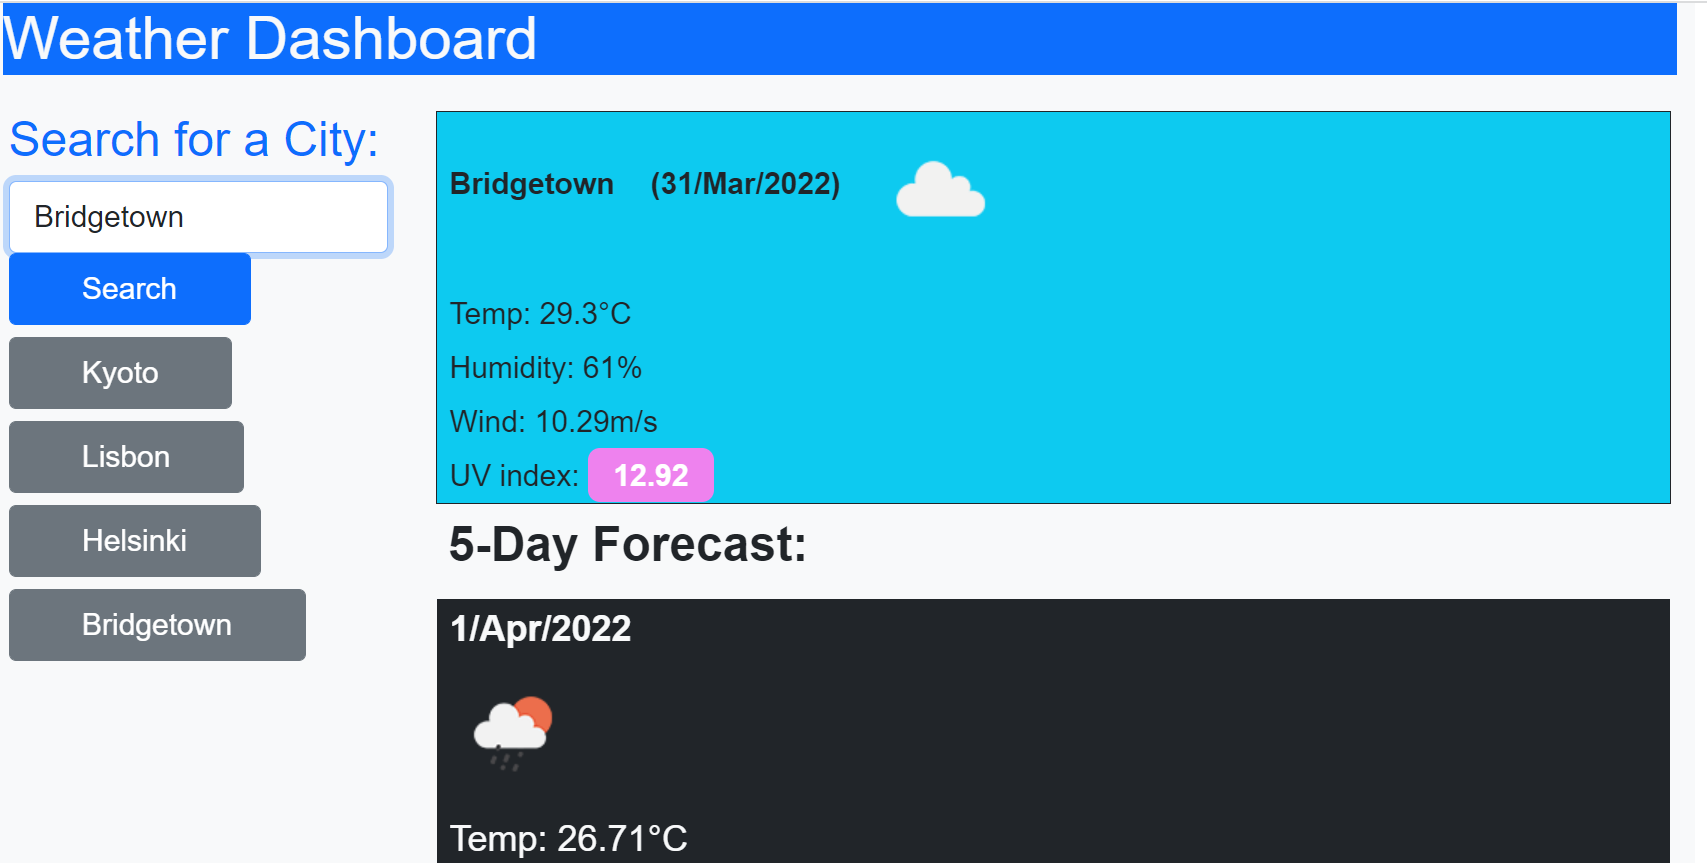 Weather Dashboard
Search for a City:
Bridgetown
Search
Kyoto
Lisbon
Helsinki
Bridgetown
Bridgetown (31/Mar/2022)
Temp: 29.3°C
Humidity: 61%
Wind: 10.29m/s
UV index: 12.92
5-Day Forecast:
1/Apr/2022
Temp: 26.71°C